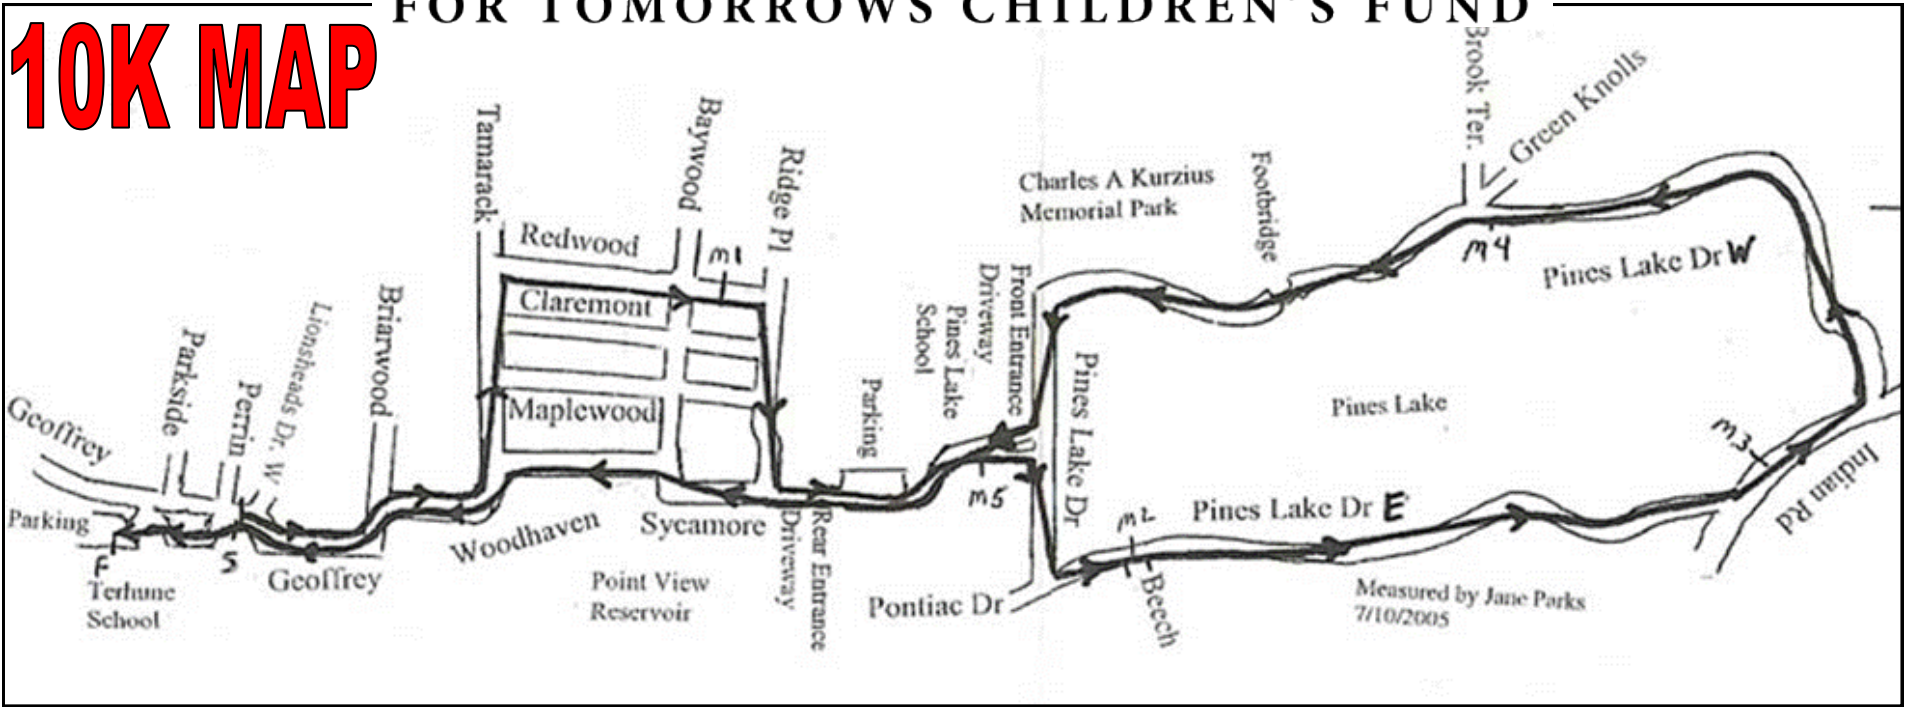 FOR TOMORROWS CHILDREN'S FUND
10K MAP
Brook Ter.
Green Knolls
Tamarack
Baywood
Ridge Pl
Charles A Kurzius
Memorial Park
Footbridge
Redwood
m1
m4
Pines Lake Dr W
Claremont
Briarwood
Lionsheads Dr. W
Parkside
Perrin
Front Entrance
Driveway
Pines Lake
School
Parking
Pines Lake Dr
Pines Lake
Geoffrey
Maplewood
m3
Indian Rd
m5
Parking
F
S
Woodhaven
Sycamore
Driveway
Rear Entrance
m2
Pines Lake Dr E
Geoffrey
Terhune
School
Point View
Reservoir
Pontiac Dr
Beech
Measured by Jane Parks
7/10/2005